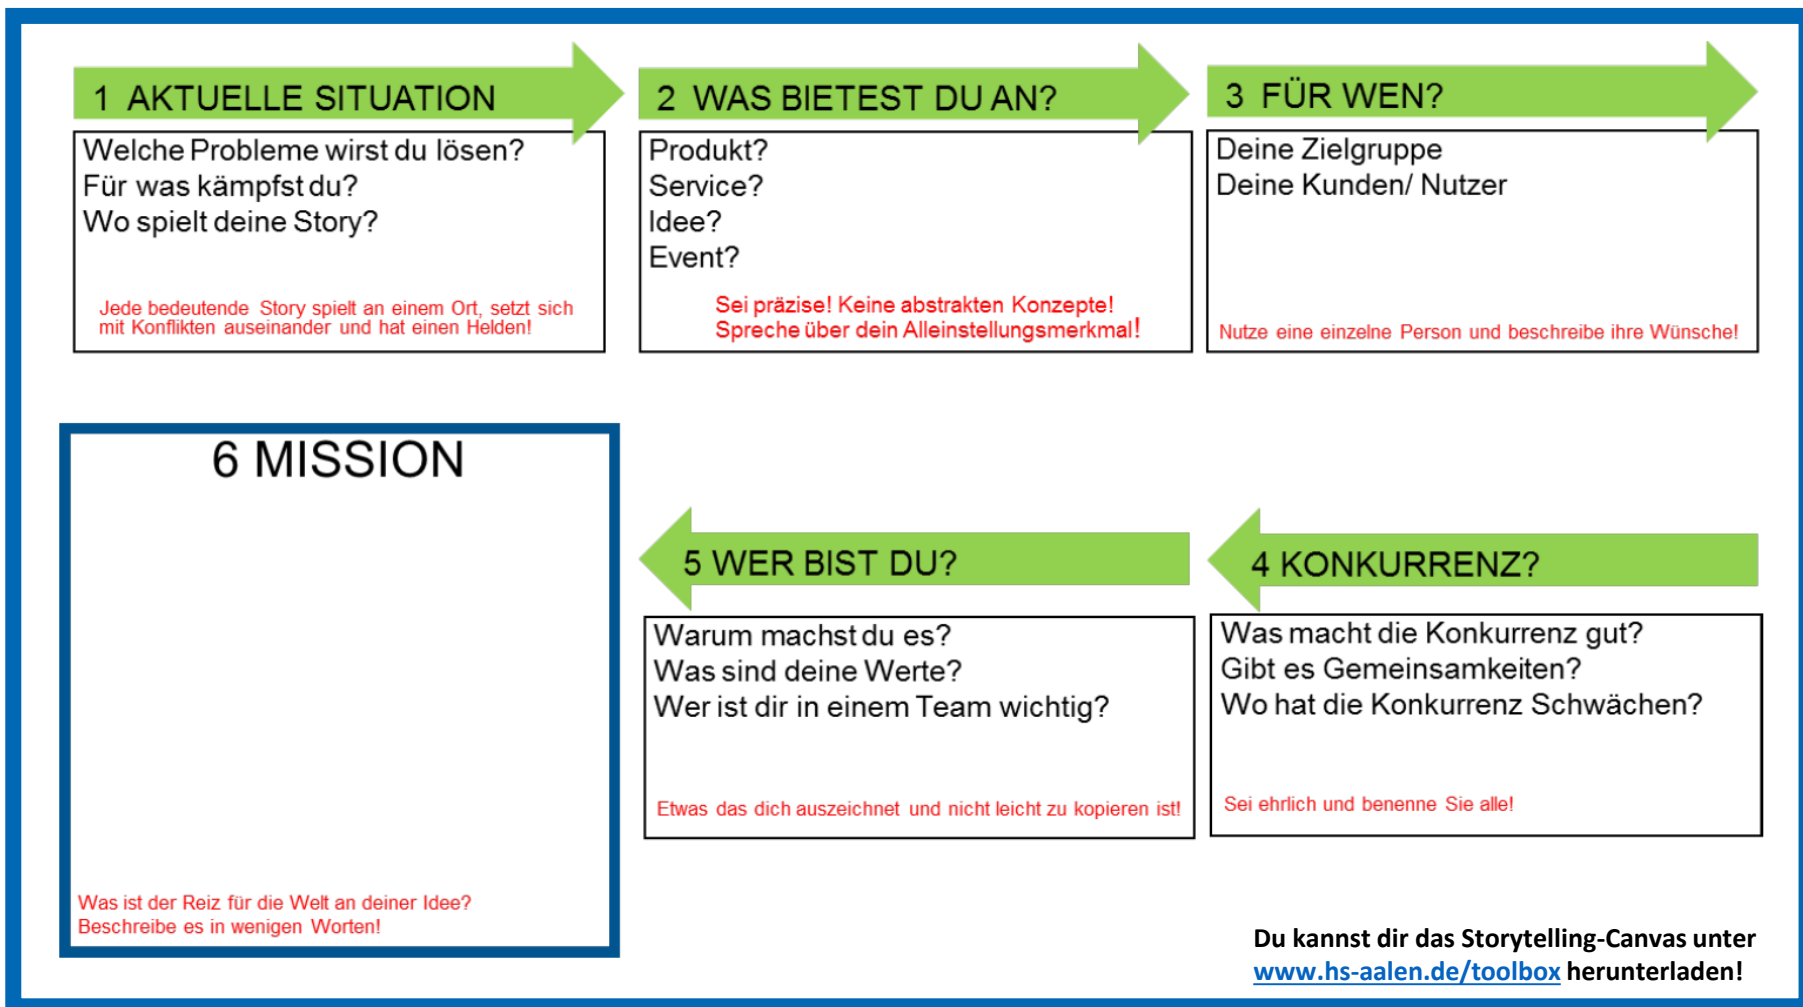 1 AKTUELLE SITUATION
Welche Probleme wirst du lösen?
Für was kämpfst du?
Wo spielt deine Story?
Jede bedeutende Story spielt an einem Ort, setzt sich
mit Konflikten auseinander und hat einen Helden!
2 WAS BIETEST DU AN?
Produkt?
Service?
Idee?
Event?
Sei präzise! Keine abstrakten Konzepte!
Spreche über dein Alleinstellungsmerkmal!
3 FÜR WEN?
Deine Zielgruppe
Deine Kunden/ Nutzer
Nutze eine einzelne Person und beschreibe ihre Wünsche!
4 KONKURRENZ?
Was macht die Konkurrenz gut?
Gibt es Gemeinsamkeiten?
Wo hat die Konkurrenz Schwächen?
Sei ehrlich und benenne Sie alle!
5 WER BIST DU?
Warum machst du es?
Was sind deine Werte?
Wer ist dir in einem Team wichtig?
Etwas das dich auszeichnet und nicht leicht zu kopieren ist!
6 MISSION
Was ist der Reiz für die Welt an deiner Idee?
Beschreibe es in wenigen Worten!
Du kannst dir das Storytelling-Canvas unter
www.hs-aalen.de/toolbox herunterladen!